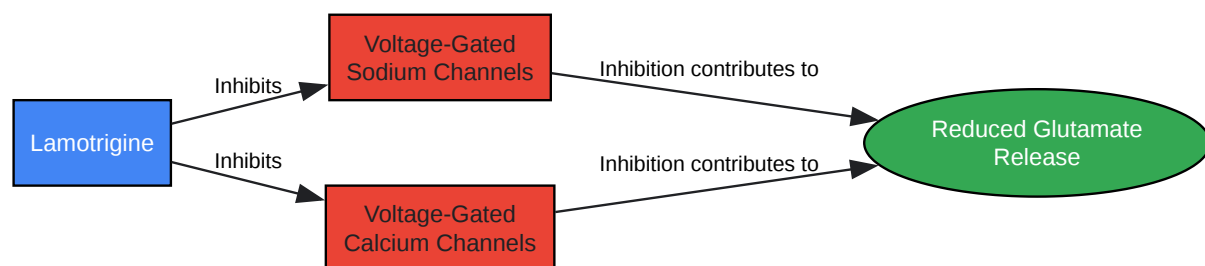 Lamotrigine
Inhibits
Inhibits
Voltage-Gated
Sodium Channels
Voltage-Gated
Calcium Channels
Inhibition contributes to
Inhibition contributes to
Reduced Glutamate
Release